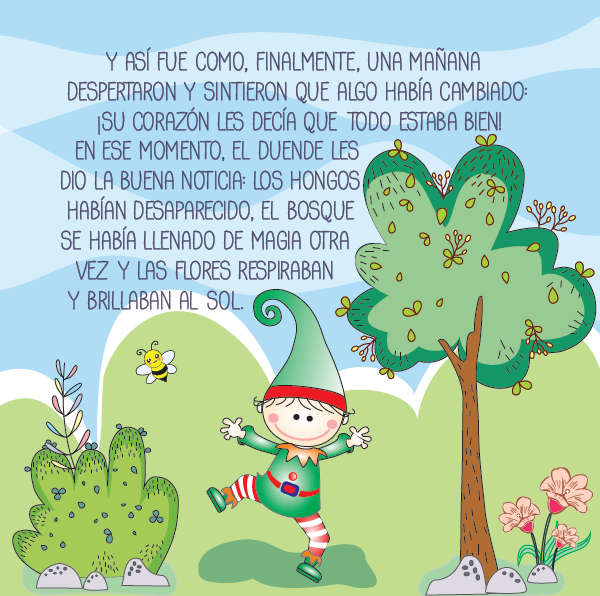 Y ASÍ FUE COMO, FINALMENTE, UNA MAÑANA
DESPERTARON Y SINTIERON QUE ALGO HABÍA CAMBIADO:
¡SU CORAZÓN LES DECÍA QUE TODO ESTABA BIEN!
EN ESE MOMENTO, EL DUENDE LES
DIO LA BUENA NOTICIA: LOS HONGOS
HABÍAN DESAPARECIDO, EL BOSQUE
SE HABÍA LLENADO DE MAGIA OTRA
VEZ Y LAS FLORES RESPIRABAN
Y BRILLABAN AL SOL.